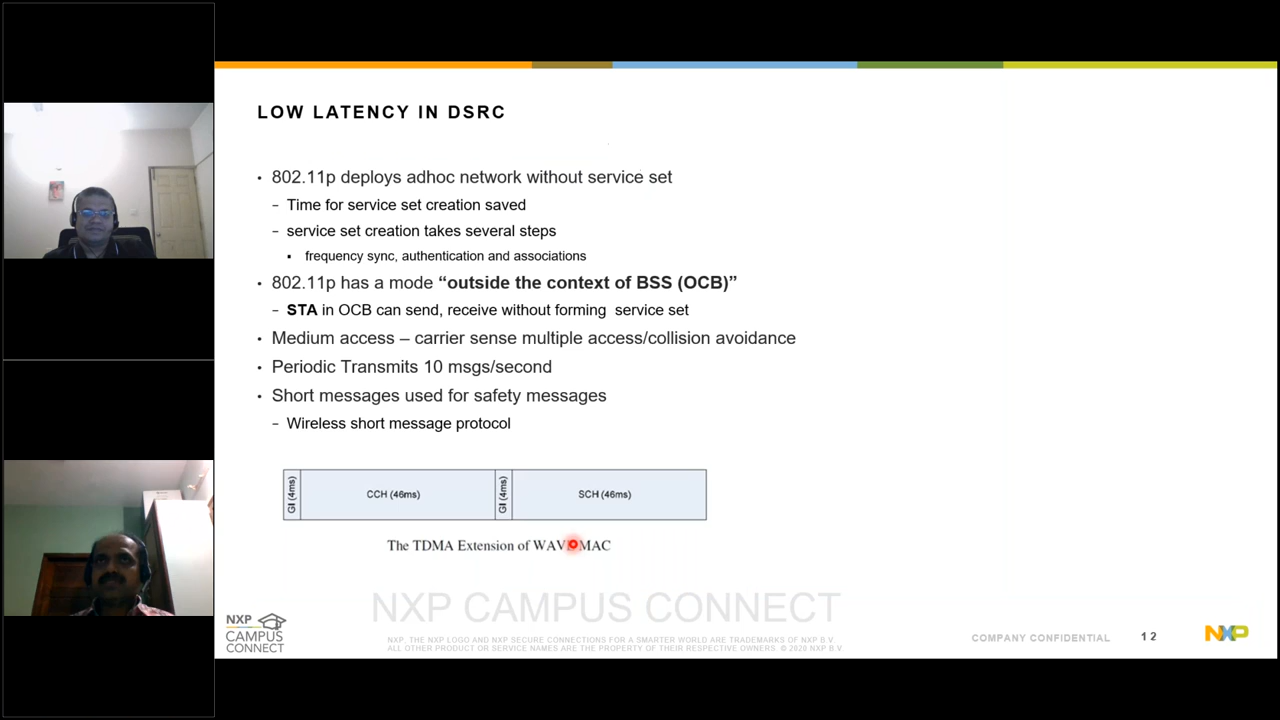 LOW LATENCY IN DSRC
• 802.11p deploys adhoc network without service set
− Time for service set creation saved
− service set creation takes several steps
▪ frequency sync, authentication and associations
• 802.11p has a mode “outside the context of BSS (OCB)”
− STA in OCB can send, receive without forming service set
• Medium access – carrier sense multiple access/collision avoidance
• Periodic Transmits 10 msgs/second
• Short messages used for safety messages
− Wireless short message protocol
GI (4ms) CCH (46ms) GI (4ms) SCH (46ms)
The TDMA Extension of MAC
NXP CAMPUS CONNECT
NXP
CAMPUS
CONNECT
NXP, THE NXP LOGO AND NXP SECURE CONNECTIONS FOR A SMARTER WORLD ARE TRADEMARKS OF NXP B.V.
ALL OTHER PRODUCT OR SERVICE NAMES ARE THE PROPERTY OF THEIR RESPECTIVE OWNERS. © 2020 NXP B.V.
COMPANY CONFIDENTIAL 12
NXP